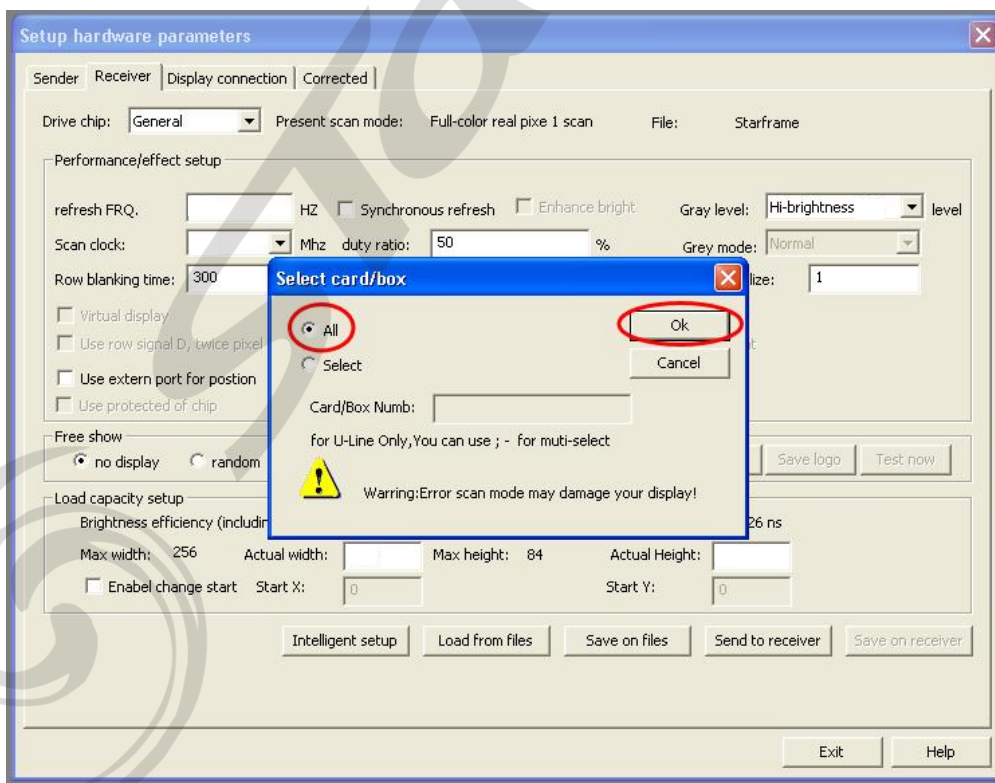 Setup hardware parameters
Sender Receiver Display connection Corrected
Drive chip: General Present scan mode: Full-color real pixe 1 scan File: Starframe
Performance/effect setup
refresh FRQ. HZ Synchronous refresh Enhance bright Gray level: Hi-brightness level
Scan clock: Mhz duty ratio: 50 % Grey mode: Normal
Row blanking time: 300 lize: 1
Virtual display
Use row signal D, twice pixel
Use extern port for postion
Use protected of chip
Select card/box
All Ok
Select Cancel
Card/Box Numb:
for U-Line Only,You can use ; - for muti-select
Warring:Error scan mode may damage your display!
Free show
no display random Save logo Test now
Load capacity setup
Brightness efficiency (includin 26 ns
Max width: 256 Actual width: Max height: 84 Actual Height:
Enabel change start Start X: 0 Start Y: 0
Intelligent setup Load from files Save on files Send to receiver Save on receiver
Exit Help